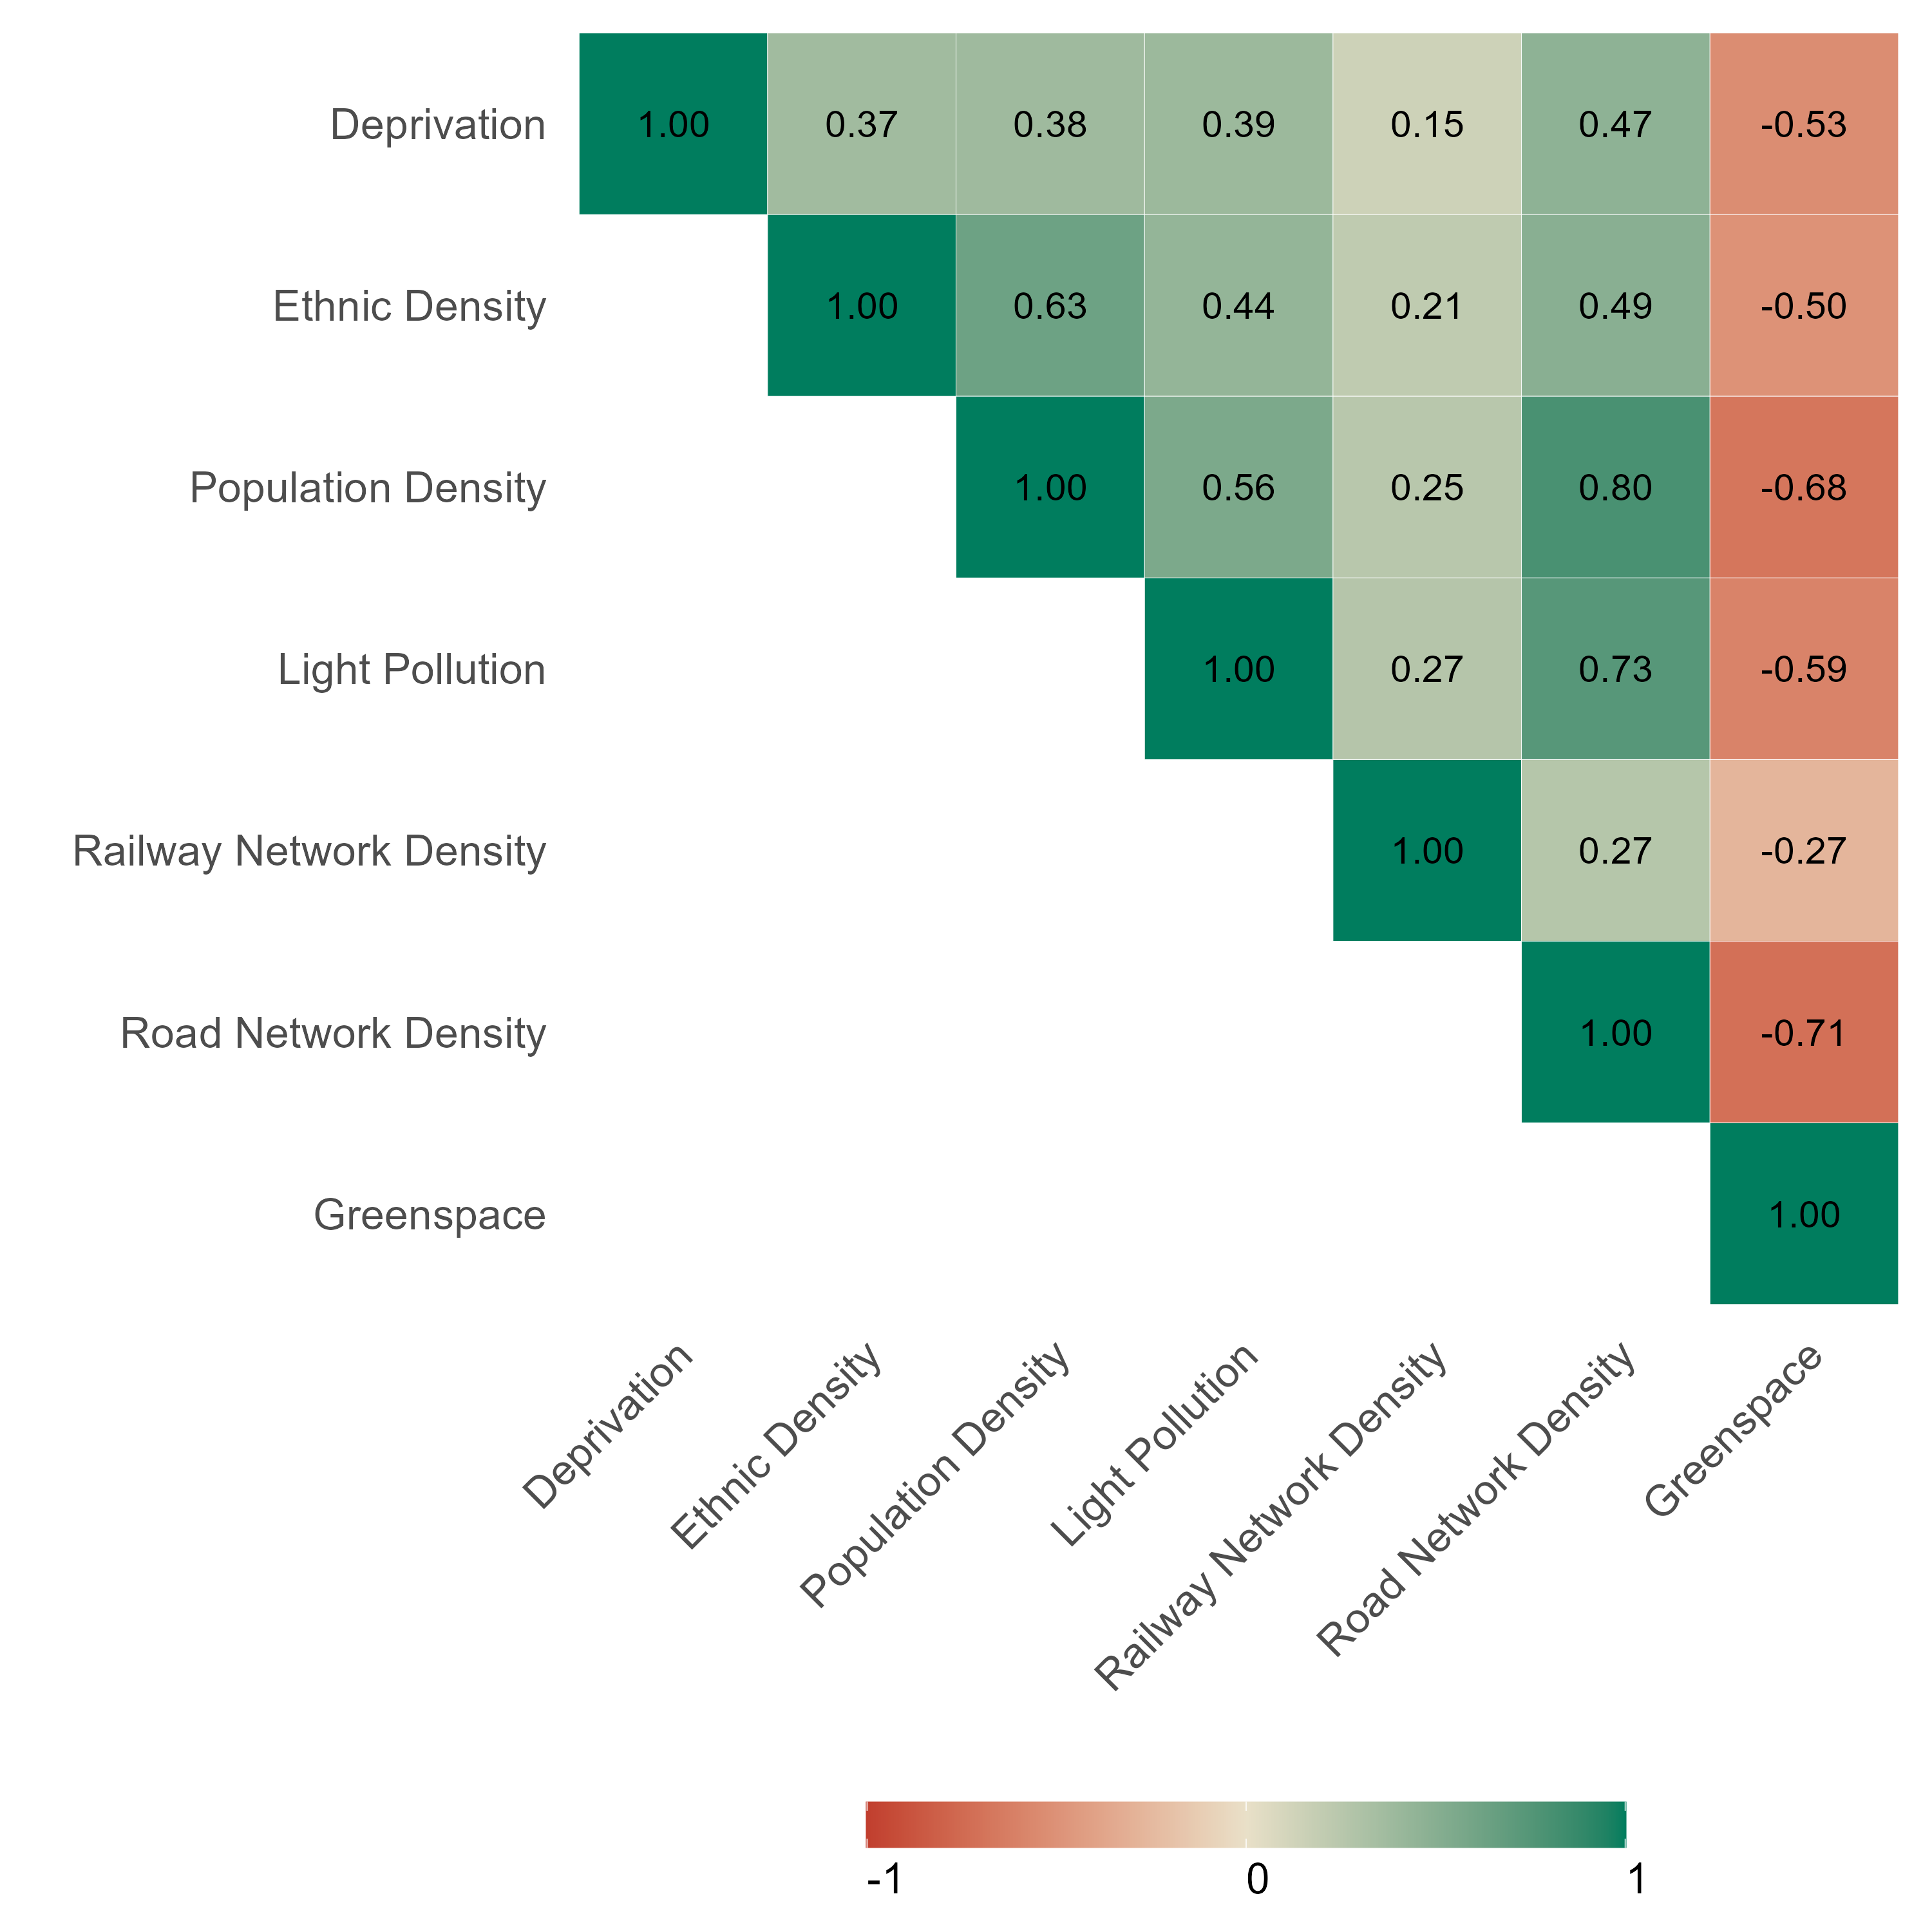 Deprivation 1.00 0.37 0.38 0.39 0.15 0.47 -0.53
Ethnic Density 1.00 0.63 0.44 0.21 0.49 -0.50
Population Density 1.00 0.56 0.25 0.80 -0.68
Light Pollution 1.00 0.27 0.73 -0.59
Railway Network Density 1.00 0.27 -0.27
Road Network Density 1.00 -0.71
Greenspace 1.00
Deprivation
Ethnic Density
Population Density
Light Pollution
Railway Network Density
Road Network Density
Greenspace
-1 0 1